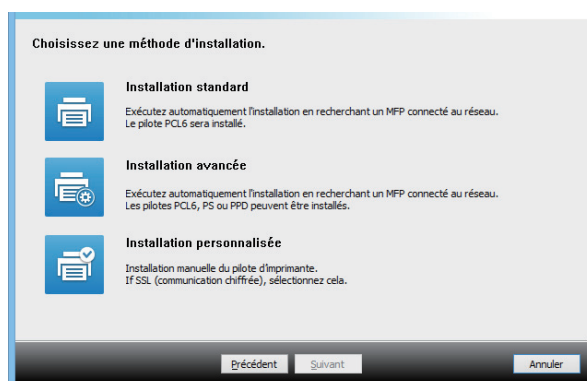 Choisissez une méthode d'installation.
Installation standard
Exécutez automatiquement l'installation en recherchant un MFP connecté au réseau.
Le pilote PCL6 sera installé.
Installation avancée
Exécutez automatiquement l'installation en recherchant un MFP connecté au réseau.
Les pilotes PCL6, PS ou PPD peuvent être installés.
Installation personnalisée
Installation manuelle du pilote d'imprimante.
If SSL (communication chiffrée), sélectionnez cela.
Précédent Suivant Annuler